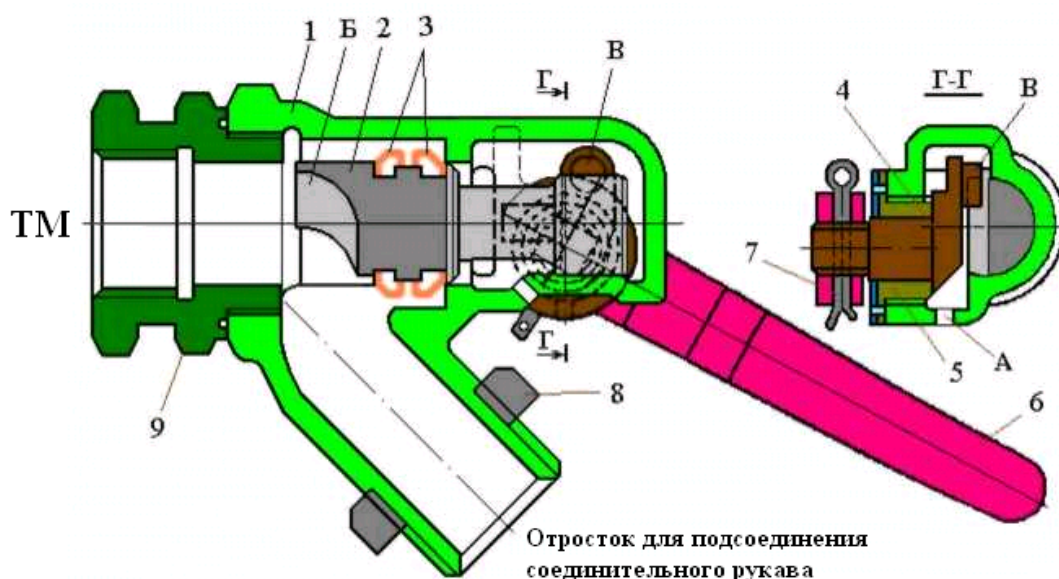 1 Б 2 3 В
Г
4 Г-Г В
ТМ
7
Г 5 А
8 6
9
Отросток для подсоединения
соединительного рукава